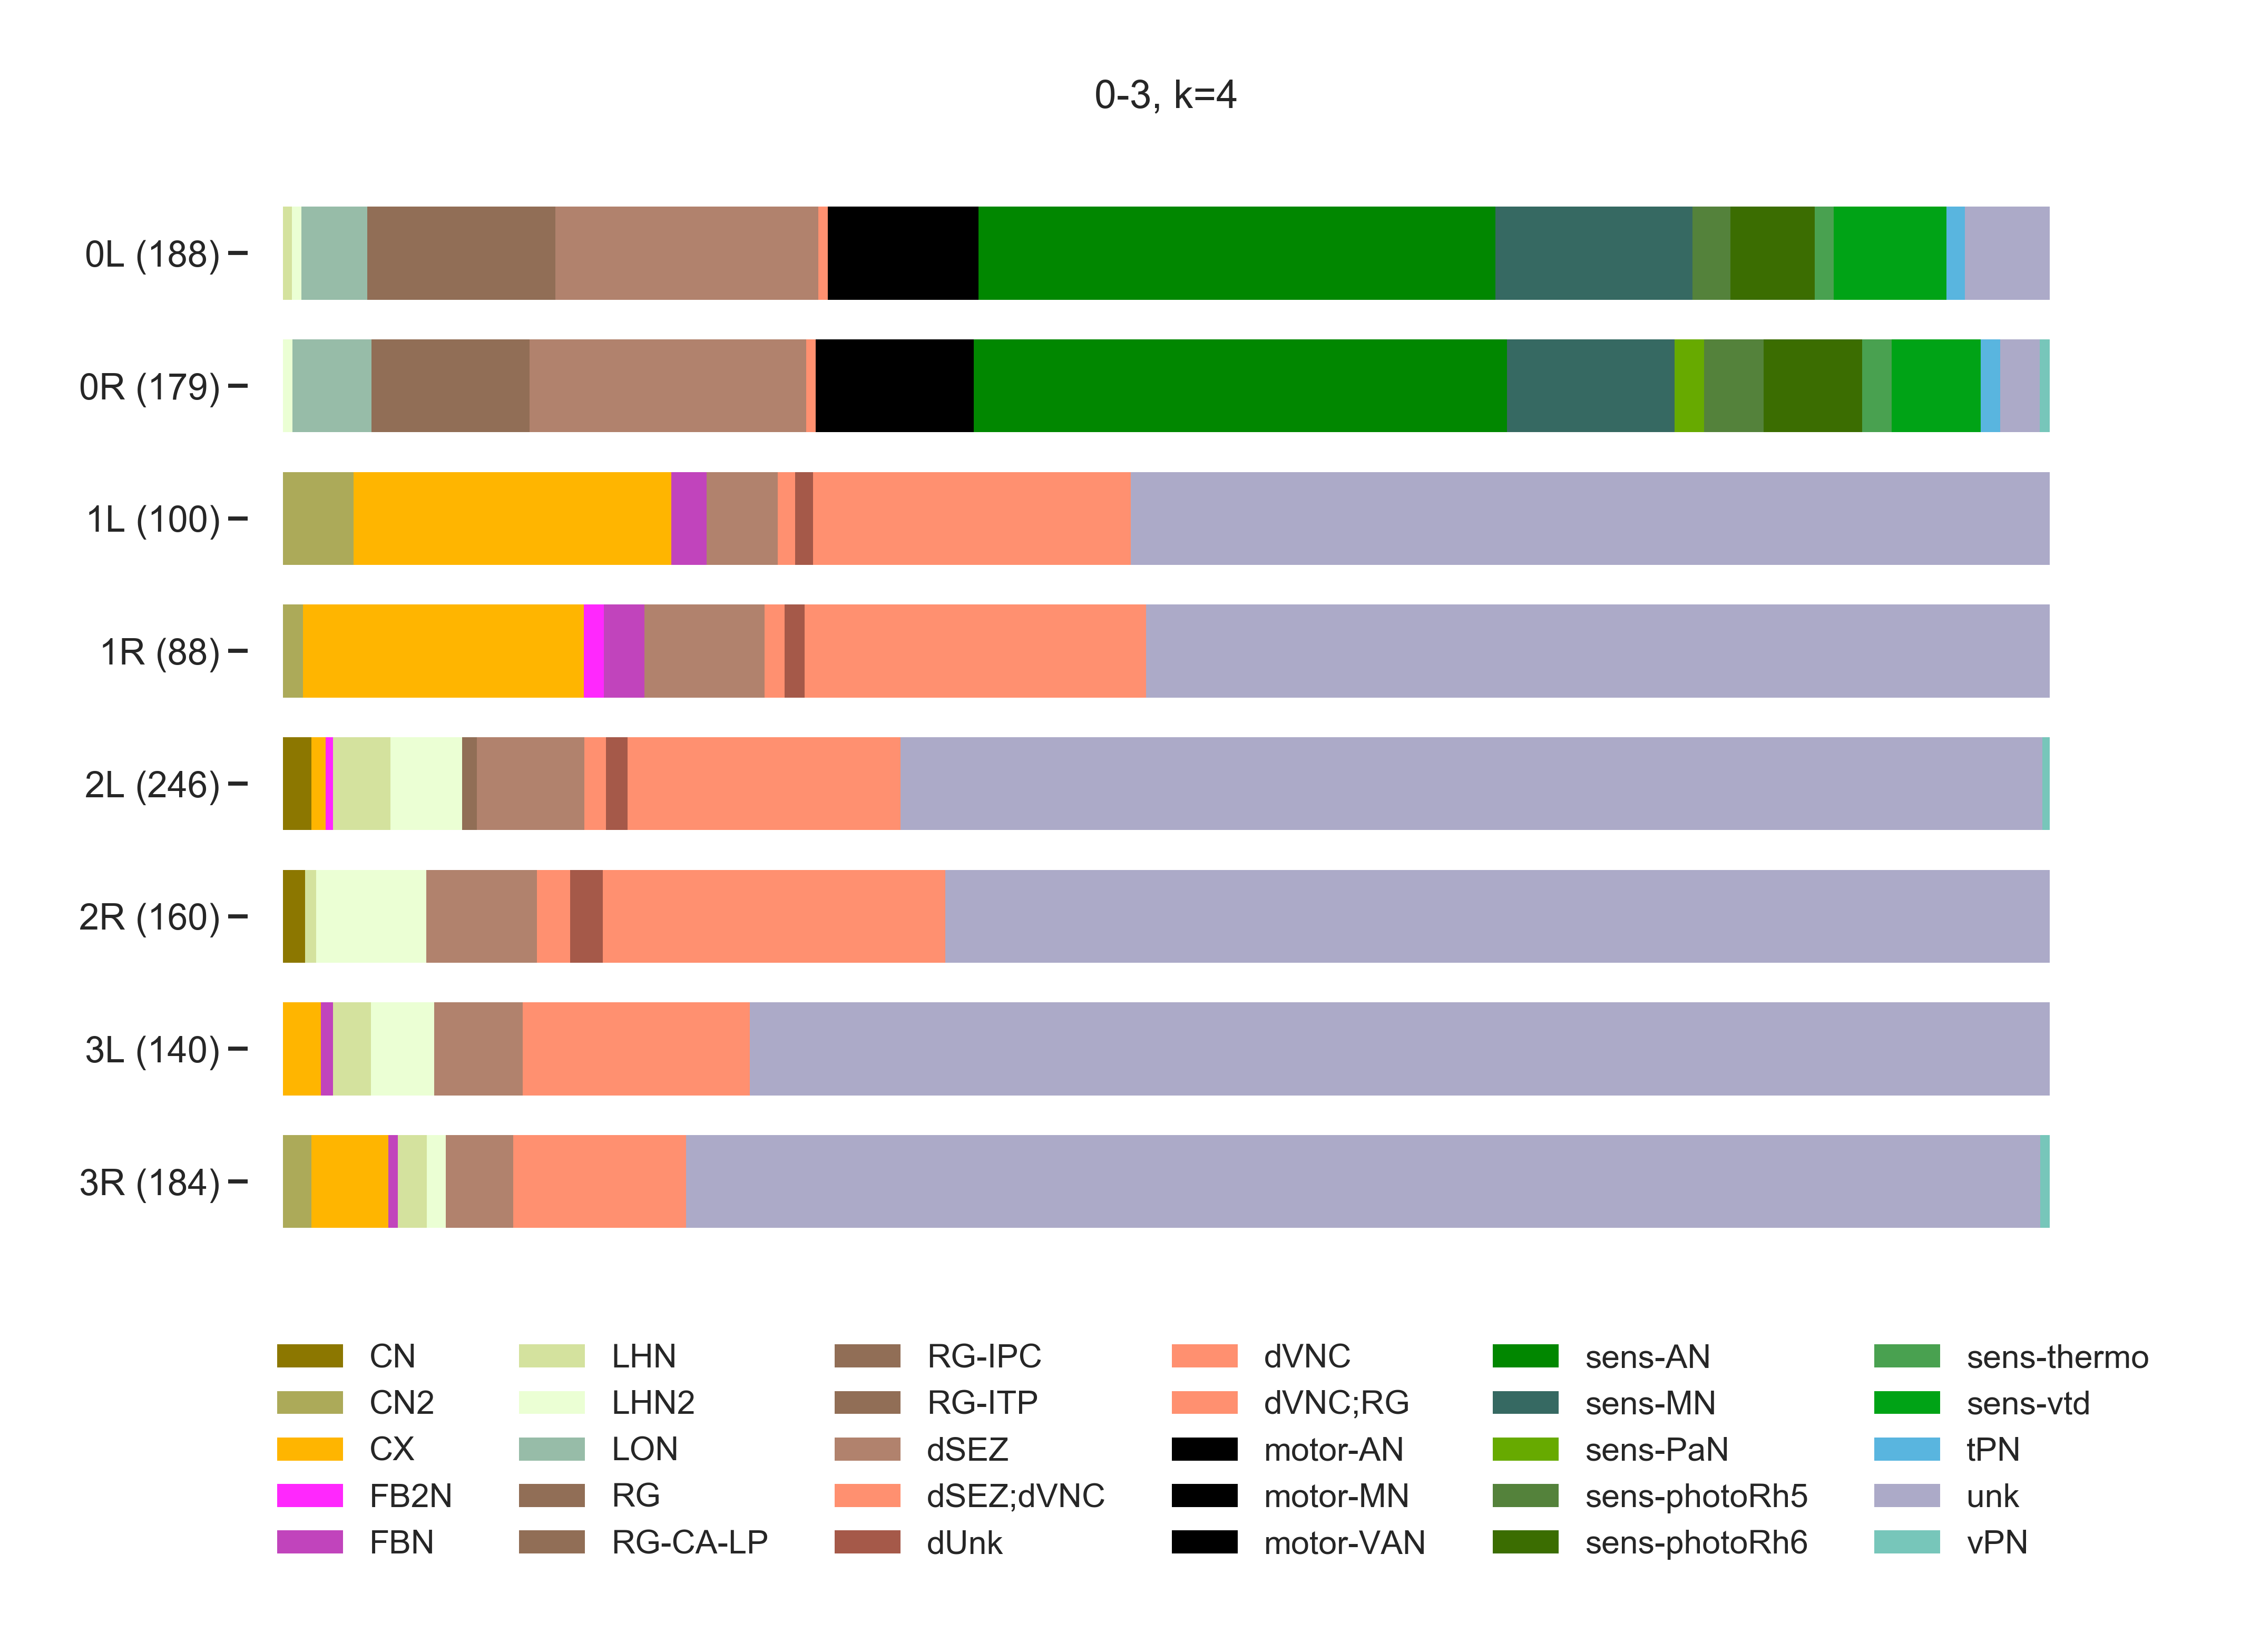 0-3, k=4
0L (188)
0R (179)
1L (100)
1R (88)
2L (246)
2R (160)
3L (140)
3R (184)
CN LHN RG-IPC dVNC sens-AN sens-thermo
CN2 LHN2 RG-ITP dVNC;RG sens-MN sens-vtd
CX LON dSEZ motor-AN sens-PaN tPN
FB2N RG dSEZ;dVNC motor-MN sens-photoRh5 unk
FBN RG-CA-LP dUnk motor-VAN sens-photoRh6 vPN